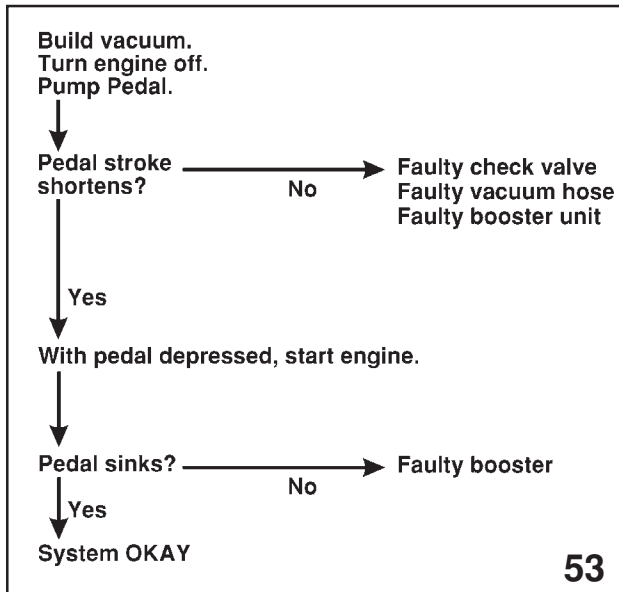 Build vacuum.
Turn engine off.
Pump Pedal.
Pedal stroke
shortens?
No
Faulty check valve
Faulty vacuum hose
Faulty booster unit
Yes
With pedal depressed, start engine.
Pedal sinks?
No
Faulty booster
Yes
System OKAY
53